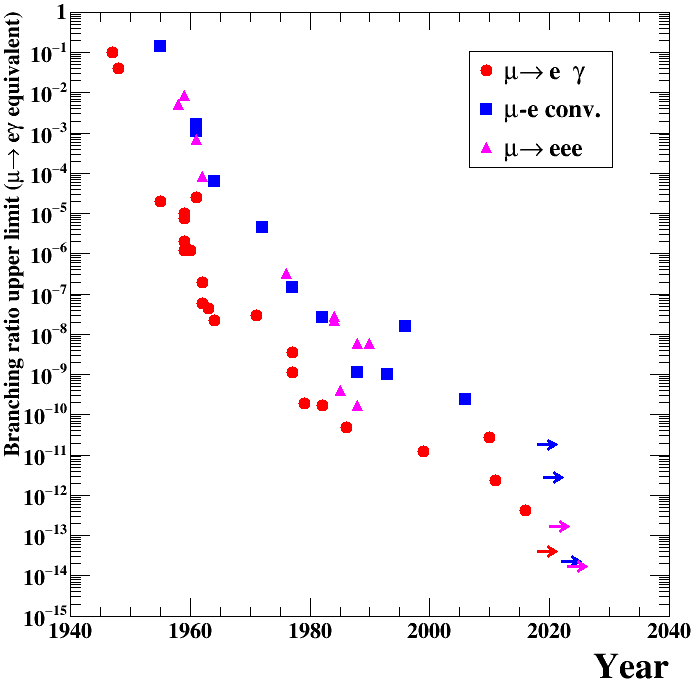 Branching ratio upper limit (μ→ eγ equivalent)
1
10⁻¹
10⁻²
10⁻³
10⁻⁴
10⁻⁵
10⁻⁶
10⁻⁷
10⁻⁸
10⁻⁹
10⁻¹⁰
10⁻¹¹
10⁻¹²
10⁻¹³
10⁻¹⁴
10⁻¹⁵
μ→ e γ
μ-e conv.
μ→ eee
1940 1960 1980 2000 2020 2040
Year